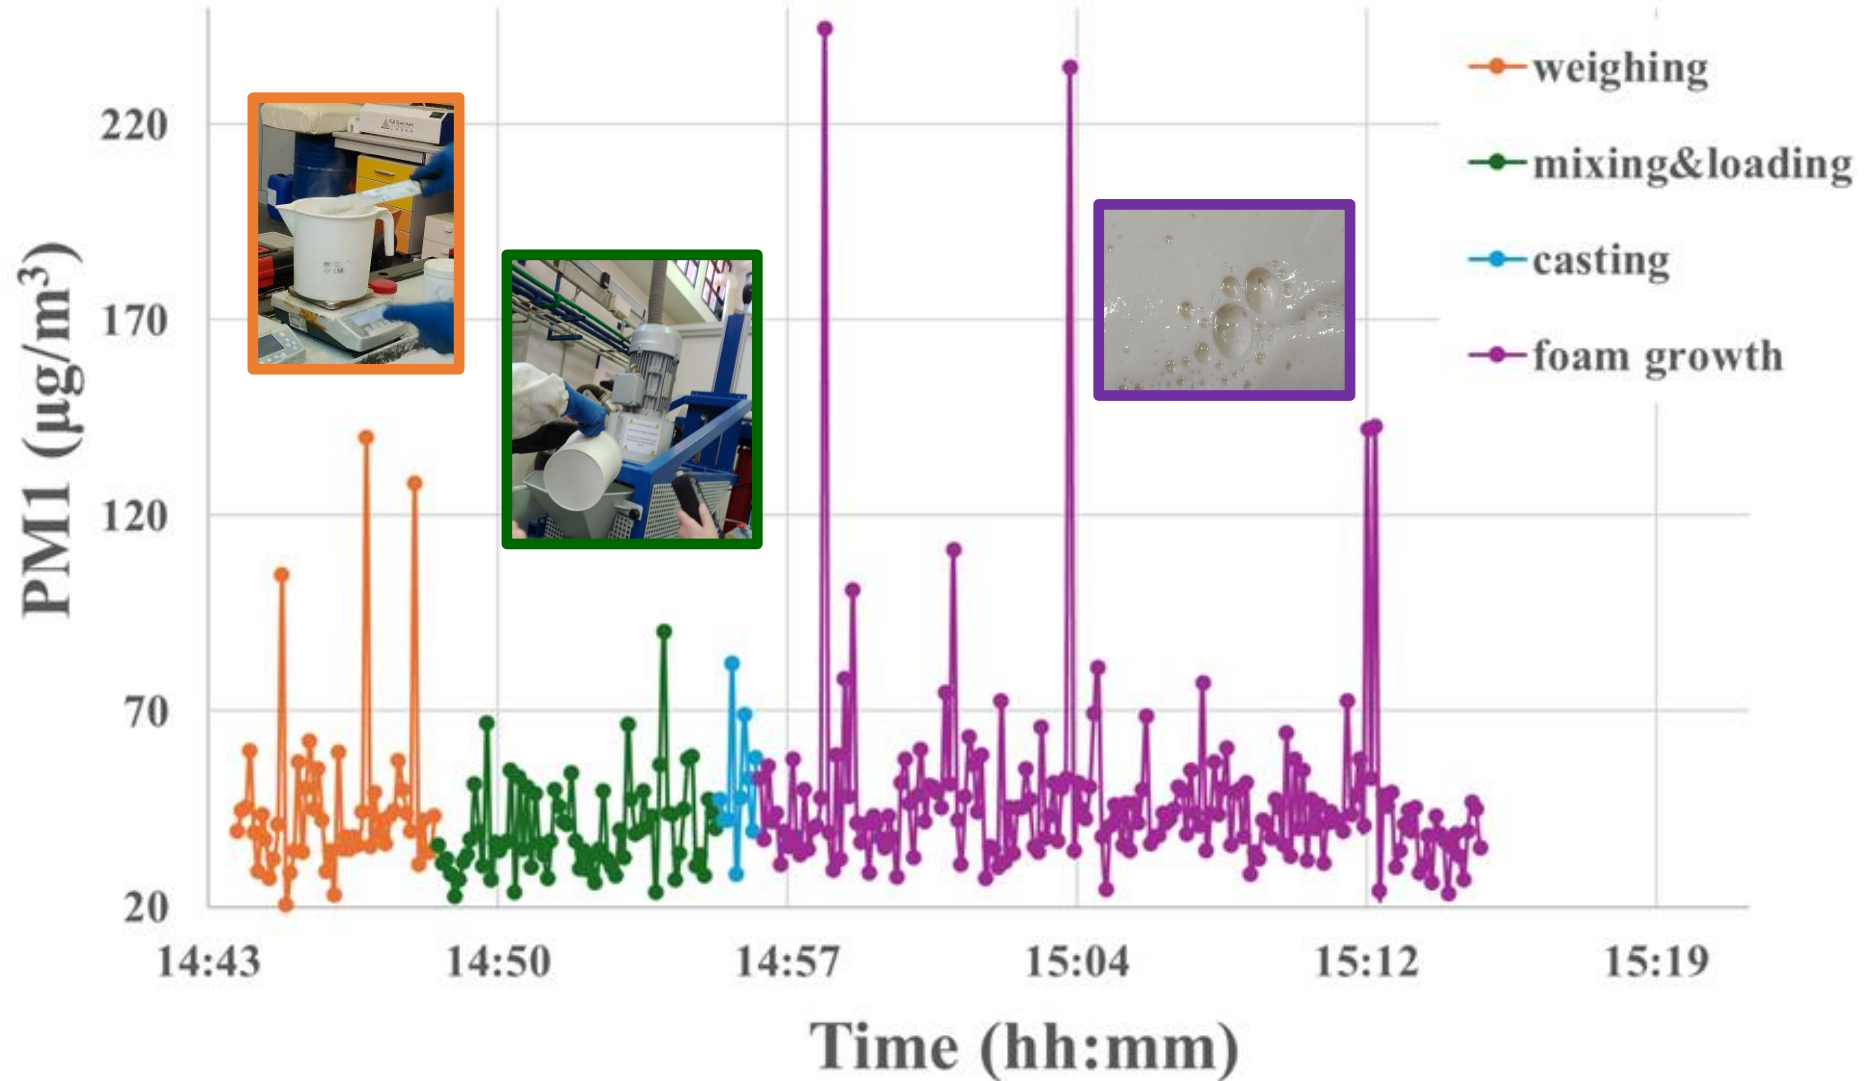 PM1 (µg/m³)
220
170
120
70
20
14:43
14:50
14:57
15:04
15:12
15:19
Time (hh:mm)
weighing
mixing&loading
casting
foam growth